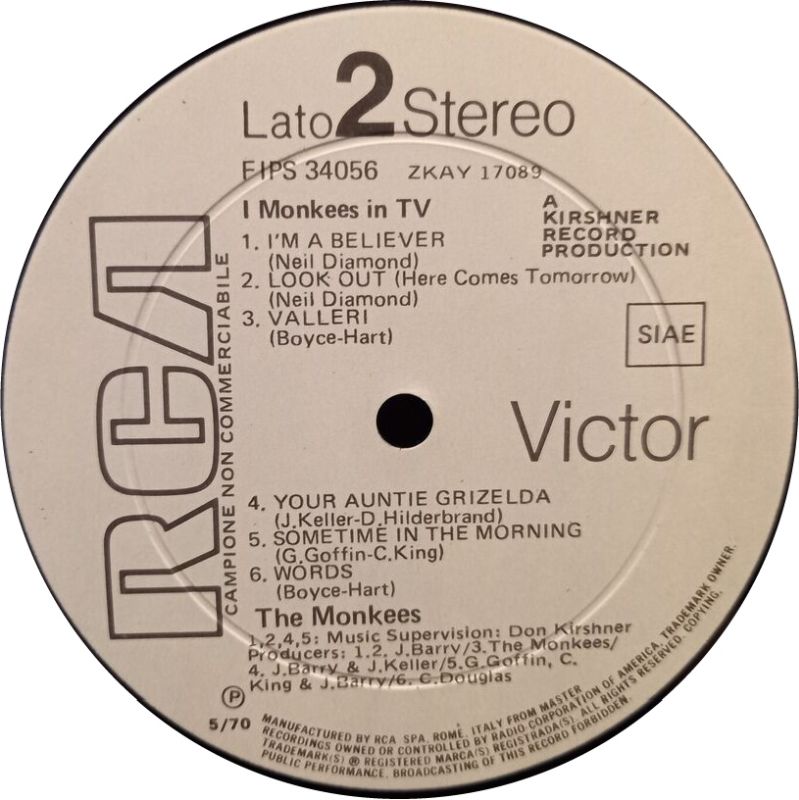 Lato 2 Stereo
FIPS 34056 ZKAY 17089
I Monkees in TV
A
KIRSHNER
RECORD
PRODUCTION
1. I'M A BELIEVER
(Neil Diamond)
2. LOOK OUT (Here Comes Tomorrow)
(Neil Diamond)
3. VALLERI
(Boyce-Hart)
SIAE
RCA
CAMPIONE NON COMMERCIABILE
Victor
4. YOUR AUNTIE GRIZELDA
(J.Keller-D.Hilderbrand)
5. SOMETIME IN THE MORNING
(G.Goffin-C.King)
6. WORDS
(Boyce-Hart)
The Monkees
1,2,4,5: Music Supervision: Don Kirshner
Producers: 1.2. J.Barry/3.The Monkees/
4. J.Barry & J.Keller/5.G.Goffin, C.
King & J.Barry/6. C.Douglas
Ⓟ
5/70
MANUFACTURED BY RCA SPA. ROME. ITALY FROM MASTER
RECORDINGS OWNED OR CONTROLLED BY RADIO CORPORATION OF AMERICA, TRADEMARK OWNER.
TRADEMARK(S) ® REGISTERED MARCA(S) REGISTRADA(S). ALL RIGHTS RESERVED. COPYING,
PUBLIC PERFORMANCE, BROADCASTING OF THIS RECORD FORBIDDEN.